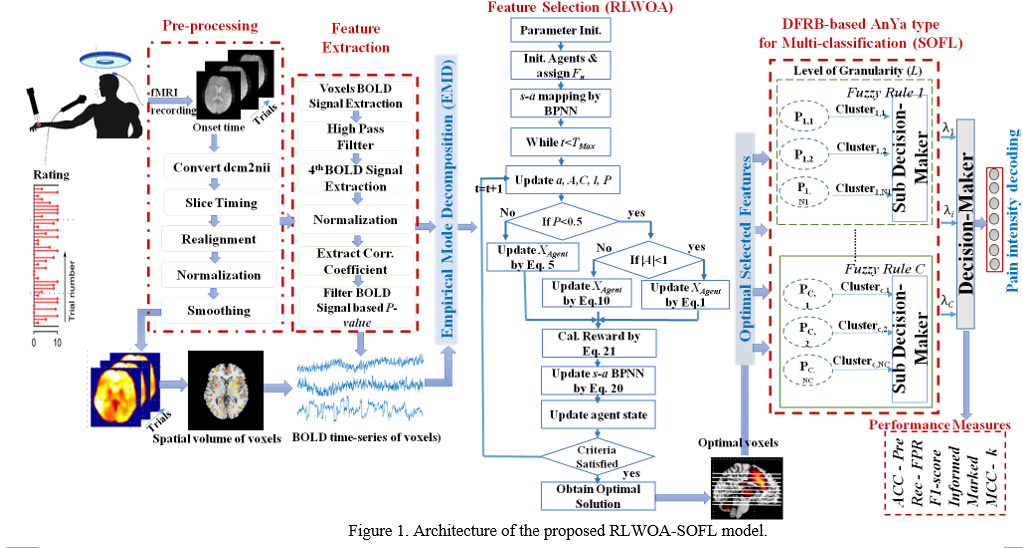 Pre-processing
fMRI
recording
Trials
Onset time
Convert dcm2nii
Slice Timing
Realignment
Normalization
Smoothing
Rating
Trial number
0 10
Trials
Spatial volume of voxels
Feature
Extraction
Voxels BOLD
Signal Extraction
High Pass
Filtter
4th BOLD Signal
Extraction
Normalization
Extract Corr.
Coefficient
Filter BOLD
Signal based P-
value
BOLD time-series of voxels)
Empirical Mode Decomposition (EMD)
Feature Selection (RLWOA)
Parameter Init.
Init. Agents &
assign Fn
s-a mapping by
BPNN
While t<TMax
t=t+1
Update a, A,C, l, P
If P<0.5
No
yes
Update XAgent
by Eq. 5
If |A|<1
No
yes
Update XAgent
by Eq.10
Update XAgent
by Eq.1
Cal. Reward by
Eq. 21
Update s-a BPNN
by Eq. 20
Update agent state
Criteria
Satisfied
yes
Obtain Optimal
Solution
Optimal voxels
Optimal Selected Features
DFRB-based AnYa type
for Multi-classification (SOFL)
Level of Granularity (L)
Fuzzy Rule 1
P1,1
Cluster1,1
P1,2
Cluster1,2
P1,
N1
Cluster1,N1
Sub Decision-
Maker
Fuzzy Rule C
PC,
1
Clusterc,1
PC,
2
Clusterc,2
PC,
NC
Clusterc,NC
Sub Decision-
Maker
λ1
λi
λC
Decision-Maker
Pain intensity decoding
Performance Measures
ACC - Pre
Rec - FPR
F1-score
Informed
Marked
MCC - k
Figure 1. Architecture of the proposed RLWOA-SOFL model.